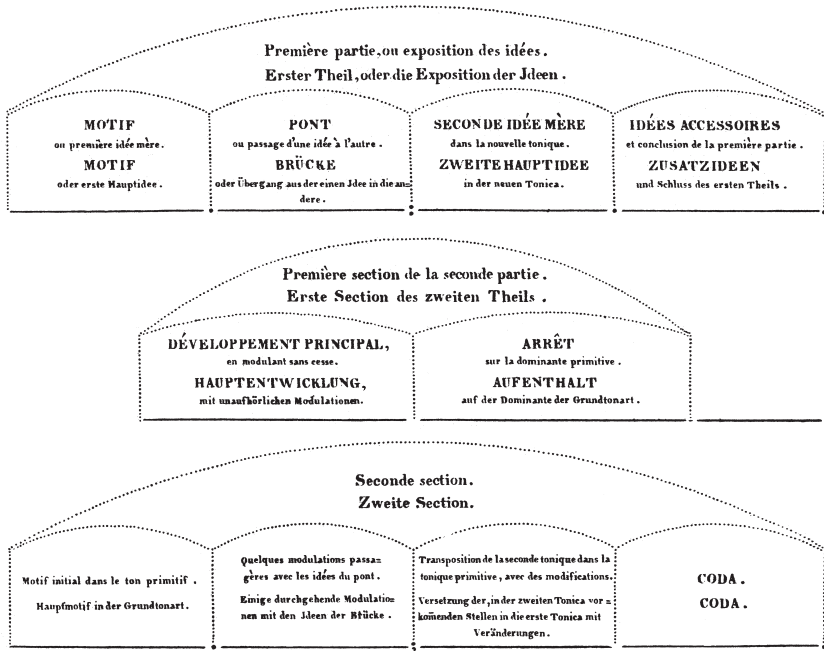 Première partie, ou exposition des idées.
Erster Theil, oder die Exposition der Jdeen.
MOTIF
ou première idée mère.
MOTIF
oder erste Hauptidee.
PONT
ou passage d'une idée à l'autre.
BRÜCKE
oder Übergang aus der einen Jdee in die an=
dere.
SECONDE IDÉE MÈRE
dans la nouvelle tonique.
ZWEITE HAUPTIDEE
in der neuen Tonica.
IDÉES ACCESSOIRES
et conclusion de la première partie.
ZUSATZIDEEN
und Schluss des ersten Theils.
Première section de la seconde partie.
Erste Section des zweiten Theils.
DÉVELOPPEMENT PRINCIPAL,
en modulant sans cesse.
HAUPTENTWICKLUNG,
mit unaufhörlichen Modulationen.
ARRÊT
sur la dominante primitive.
AUFENTHALT
auf der Dominante der Grundtonart.
Seconde section.
Zweite Section.
Motif initial dans le ton primitif.
Haupfmotif in der Grundtonart.
Quelques modulations passa=
gères avec les idées du pont.
Einige durchgehende Modulatio=
nen mit den Jdeen der Brücke.
Transposition de la seconde tonique dans la
tonique primitive, avec des modifications.
Versetzung der, in der zweiten Tonica vor=
komenden Stellen in die erste Tonica mit
Veränderungen.
CODA.
CODA.